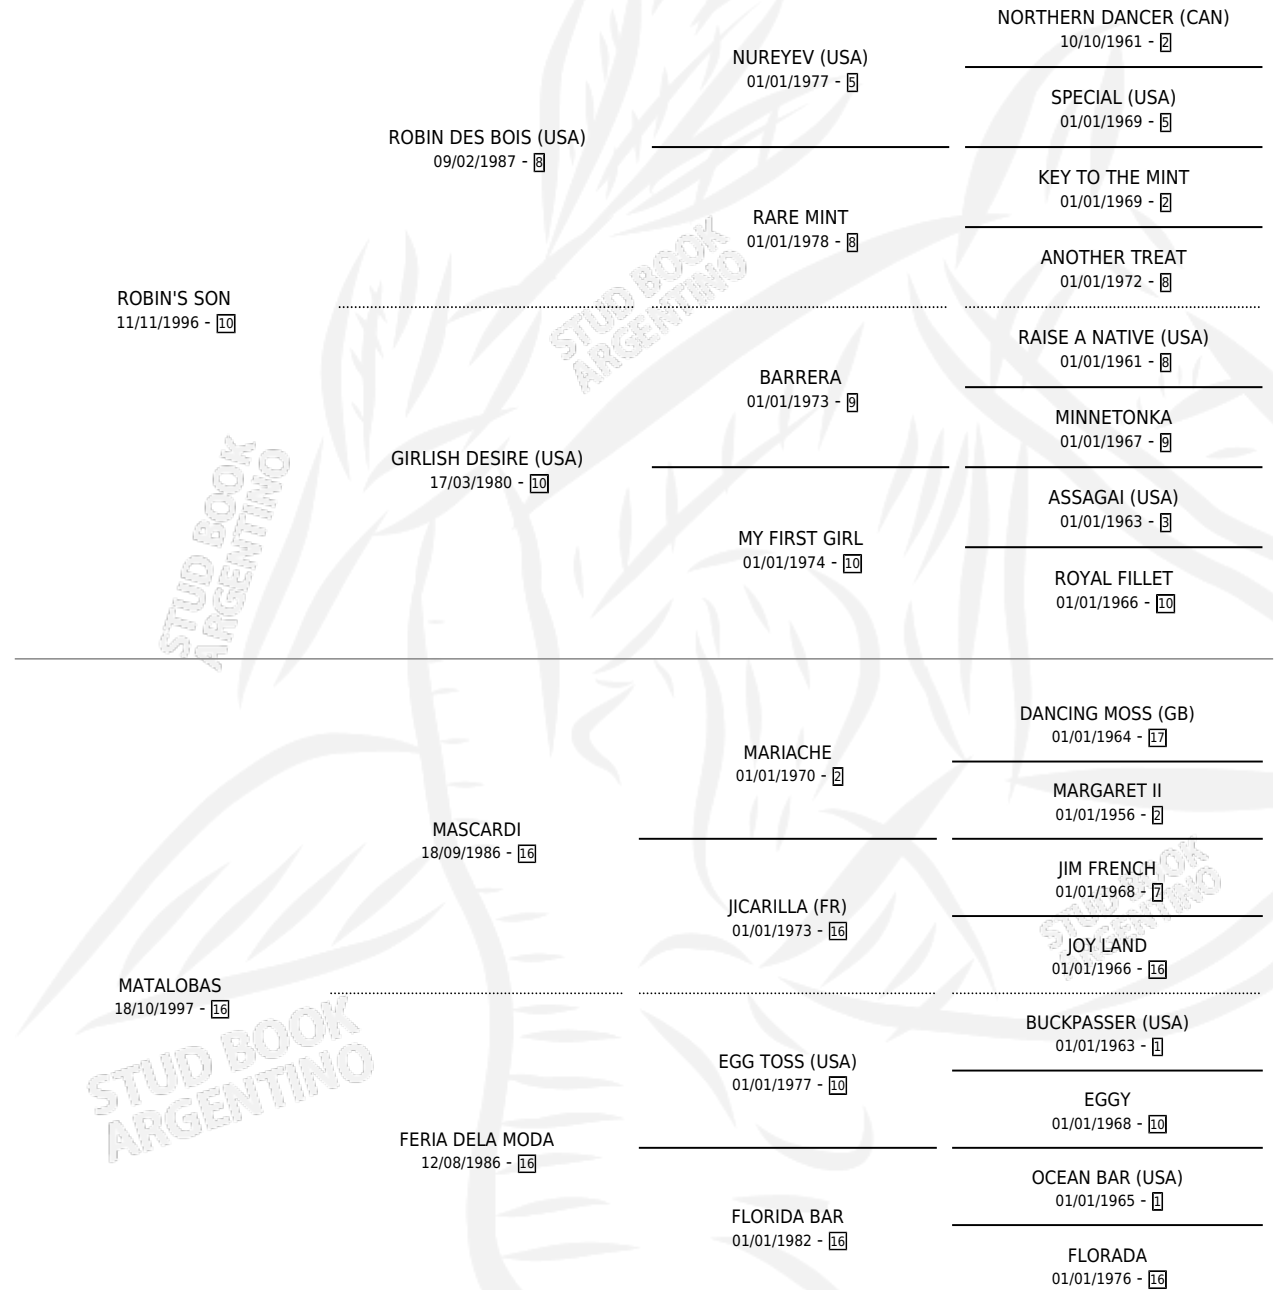 NORTHERN DANCER (CAN)
10/10/1961 - 2
NUREYEV (USA)
01/01/1977 - 5
SPECIAL (USA)
01/01/1969 - 5
ROBIN DES BOIS (USA)
09/02/1987 - 8
KEY TO THE MINT
01/01/1969 - 2
RARE MINT
01/01/1978 - 8
ANOTHER TREAT
01/01/1972 - 8
ROBIN'S SON
11/11/1996 - 10
STUD BOOK
ARGENTINO
RAISE A NATIVE (USA)
01/01/1961 - 8
BARRERA
01/01/1973 - 9
MINNETONKA
01/01/1967 - 9
GIRLISH DESIRE (USA)
17/03/1980 - 10
ASSAGAI (USA)
01/01/1963 - 3
MY FIRST GIRL
01/01/1974 - 10
ROYAL FILLET
01/01/1966 - 10
STUD BOOK
ARGENTINO
DANCING MOSS (GB)
01/01/1964 - 17
MARIACHE
01/01/1970 - 2
MARGARET II
01/01/1956 - 2
MASCARDI
18/09/1986 - 16
JIM FRENCH
01/01/1968 - 7
JICARILLA (FR)
01/01/1973 - 16
JOY LAND
01/01/1966 - 16
STUD BOOK
ARGENTINO
MATALOBAS
18/10/1997 - 16
BUCKPASSER (USA)
01/01/1963 - 1
EGG TOSS (USA)
01/01/1977 - 10
EGGY
01/01/1968 - 10
STUD BOOK
ARGENTINO
FERIA DELA MODA
12/08/1986 - 16
OCEAN BAR (USA)
01/01/1965 - 1
FLORIDA BAR
01/01/1982 - 16
FLORADA
01/01/1976 - 16